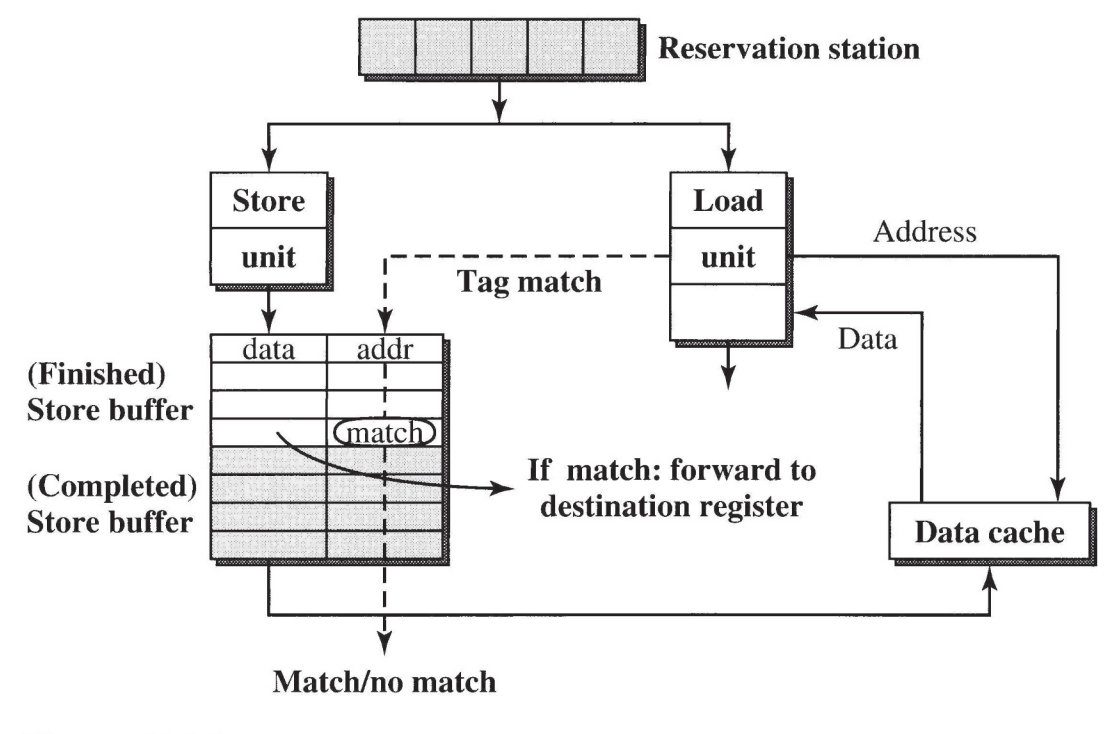 Reservation station
Store
unit
Load
unit
Address
Tag match
Data
data addr
(Finished)
Store buffer
match
(Completed)
Store buffer
If match: forward to
destination register
Data cache
Match/no match